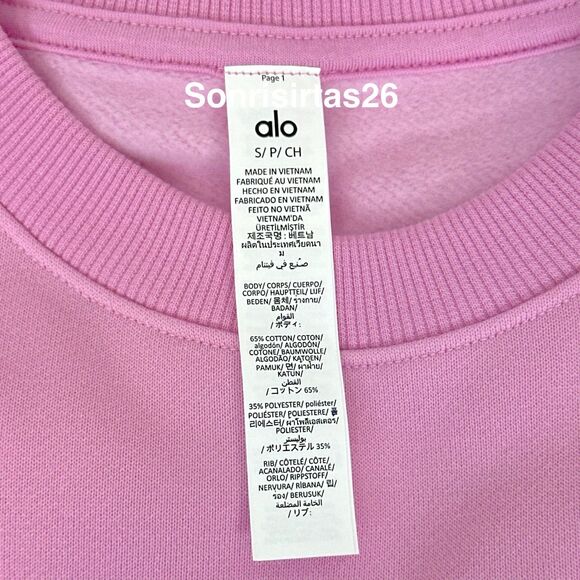 Page 1
Sonrisirtas26
alo
S/ P/ CH
MADE IN VIETNAM
FABRIQUÉ AU VIETNAM
HECHO EN VIETNAM
FABRICADO EN VIETNAM
FEITO NO VIETNÃ
VIETNAM'DA
ÜRETİLMİŞTİR
제조국명 : 베트남
ผลิตในประเทศเวียดนา
ม
صنع في فيتنام
BODY/ CORPS/ CUERPO/
CORPO/ HAUPTTEIL/ LIJF/
BEDEN/ 몸체/ รางกาย/
BADAN/
القوام
/ ボディ:
65% COTTON/ COTON/
algodón/ ALGODÓN/
COTONE/ BAUMWOLLE/
ALGODÃO/ KATOEN/
PAMUK/ 면/ ผาฝาย/
KATUN/
القطن
/ コットン 65%
35% POLYESTER/ poliéster/
POLIÉSTER/ POLIESTERE/ 폴
리에스터/ ผาโพลีเอสเตอร/
POLIESTER/
بوليستر
/ ポリエステル 35%
RIB/ CÔTELÉ/ CÔTE/
ACANALADO/ CANALÉ/
ORLO/ RIPPSTOFF/
NERVURA/ RİBANA/ 립/
รอง/ BERUSUK/
الخامة المضلعة
/ リブ: